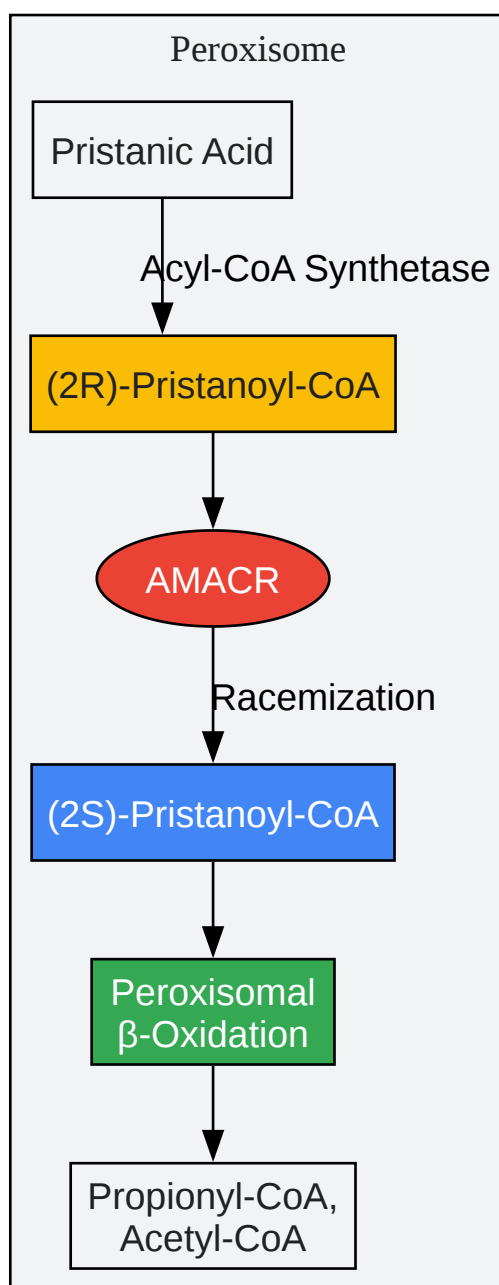 Peroxisome
Pristanic Acid
Acyl-CoA Synthetase
(2R)-Pristanoyl-CoA
AMACR
Racemization
(2S)-Pristanoyl-CoA
Peroxisomal
β-Oxidation
Propionyl-CoA,
Acetyl-CoA